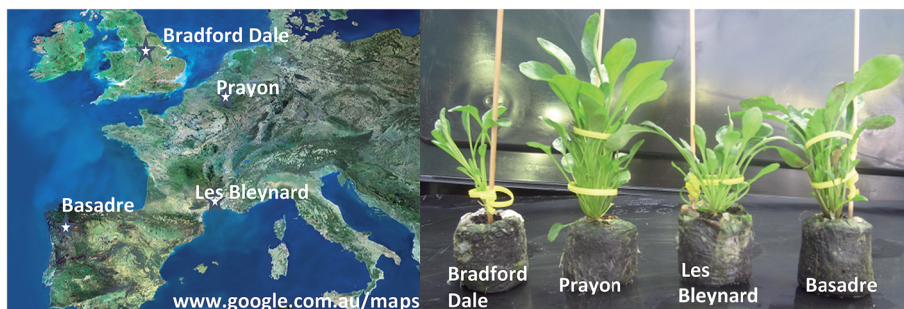 Bradford Dale
Prayon
Les Bleynard
Basadre
www.google.com.au/maps
Bradford
Dale
Prayon
Les
Bleynard
Basadre